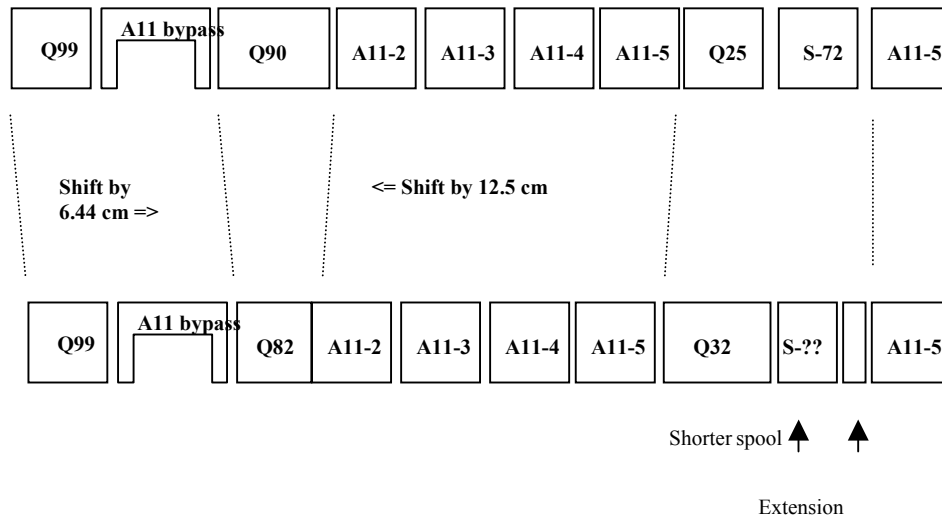 Q99 A11 bypass Q90 A11-2 A11-3 A11-4 A11-5 Q25 S-72 A11-5
Shift by
6.44 cm =>
<= Shift by 12.5 cm
Q99 A11 bypass Q82 A11-2 A11-3 A11-4 A11-5 Q32 S-?? A11-5
Shorter spool
Extension